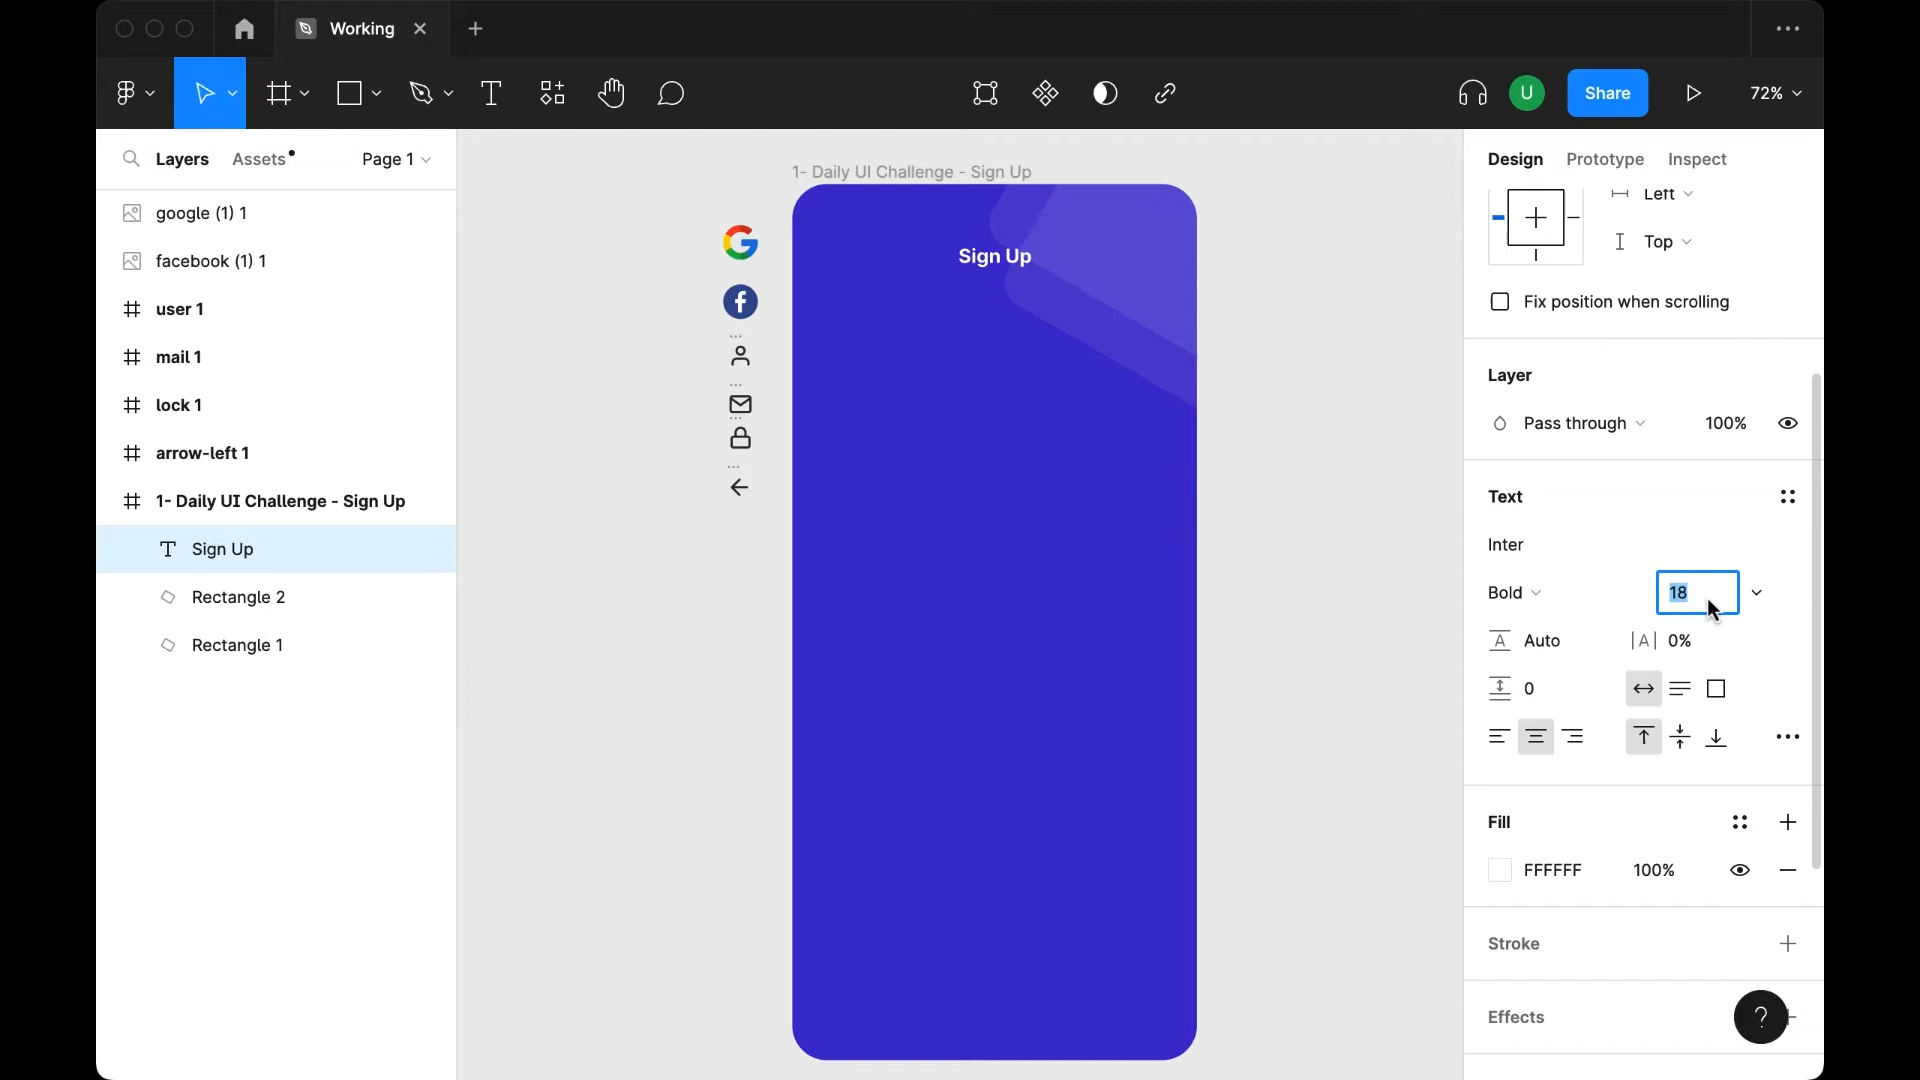 Working
Share
72%
U
Layers
Assets
Page 1
google (1) 1
facebook (1) 1
user 1
mail 1
lock 1
arrow-left 1
1- Daily UI Challenge - Sign Up
Sign Up
Rectangle 2
Rectangle 1
1- Daily UI Challenge - Sign Up
Sign Up
Design
Prototype
Inspect
Left
Top
Fix position when scrolling
Layer
Pass through
100%
Text
Inter
Bold
18
Auto
0%
0
Fill
FFFFFF
100%
Stroke
Effects
?